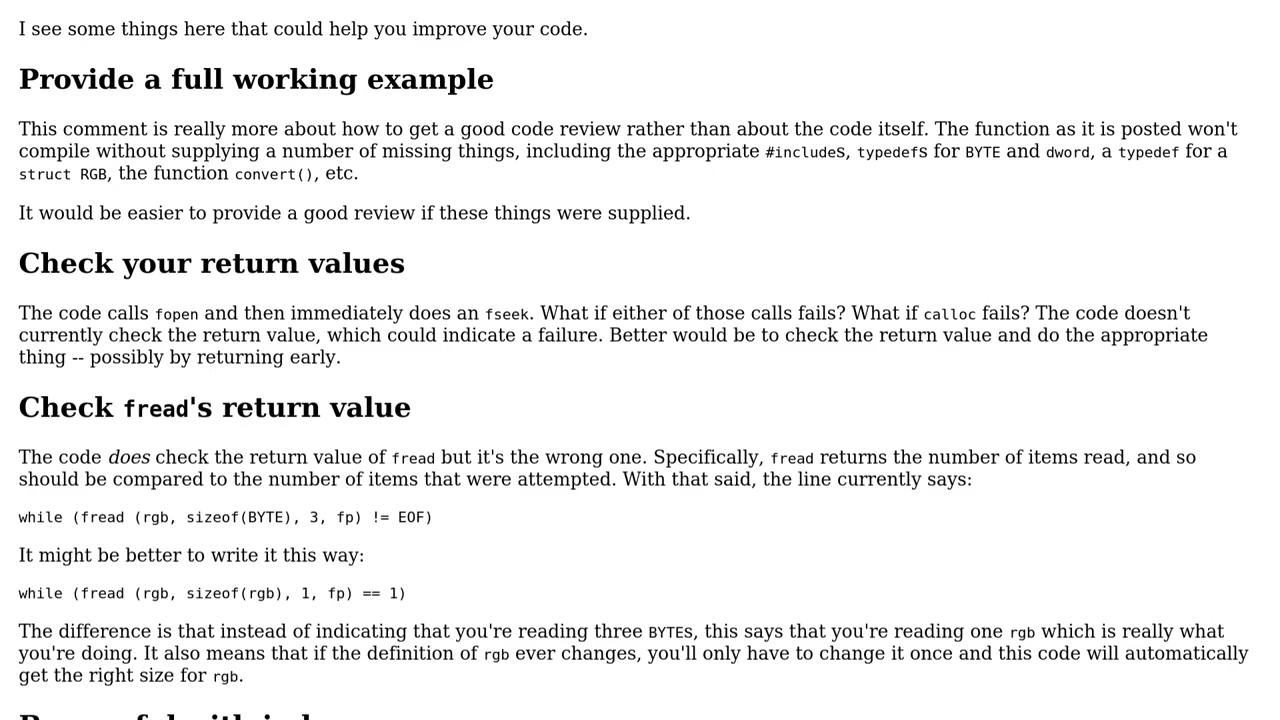 I see some things here that could help you improve your code.
Provide a full working example
This comment is really more about how to get a good code review rather than about the code itself. The function as it is posted won't
compile without supplying a number of missing things, including the appropriate #includes, typedefs for BYTE and dword, a typedef for a
struct RGB, the function convert(), etc.
It would be easier to provide a good review if these things were supplied.
Check your return values
The code calls fopen and then immediately does an fseek. What if either of those calls fails? What if calloc fails? The code doesn't
currently check the return value, which could indicate a failure. Better would be to check the return value and do the appropriate
thing -- possibly by returning early.
Check fread's return value
The code does check the return value of fread but it's the wrong one. Specifically, fread returns the number of items read, and so
should be compared to the number of items that were attempted. With that said, the line currently says:
while (fread (rgb, sizeof(BYTE), 3, fp) != EOF)
It might be better to write it this way:
while (fread (rgb, sizeof(rgb), 1, fp) == 1)
The difference is that instead of indicating that you're reading three BYTEs, this says that you're reading one rgb which is really what
you're doing. It also means that if the definition of rgb ever changes, you'll only have to change it once and this code will automatically
get the right size for rgb.